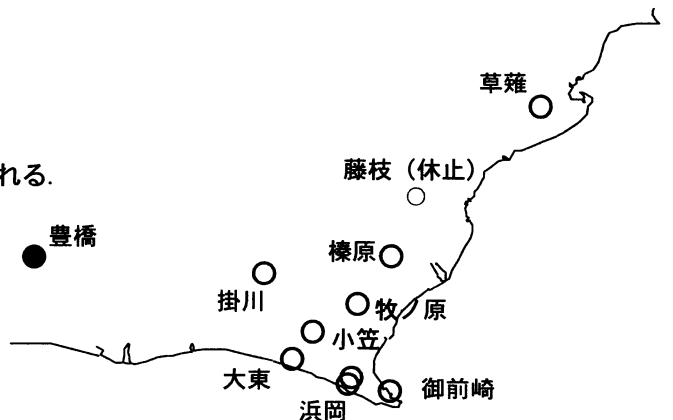 草薙
藤枝（休止）
れる.
豊橋
榛原
掛川
牧ノ原
小笠
大東
御前崎
浜岡